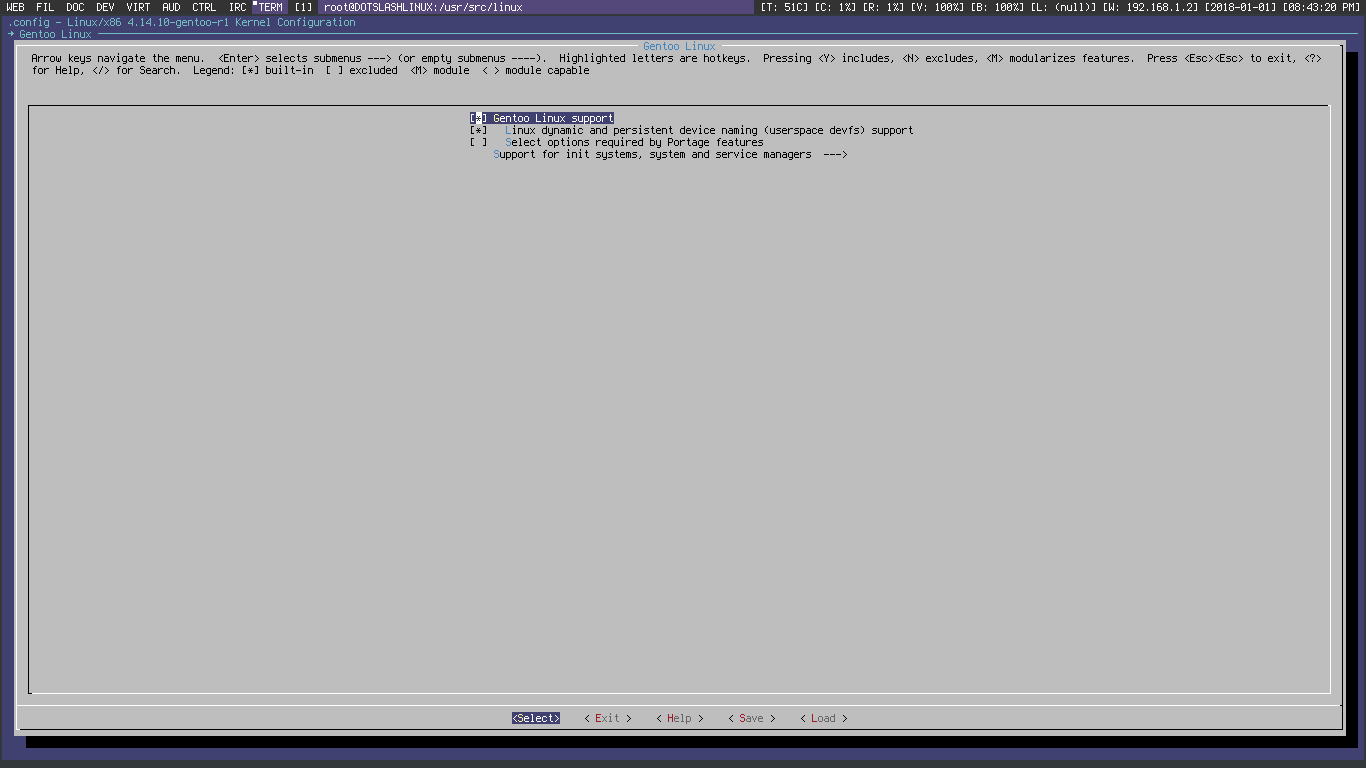 WEB FIL DOC DEV VIRT AUD CTRL IRC TERM [1] root@DOTSLASHLINUX:/usr/src/linux [T: 51C] [C: 1%] [R: 1%] [V: 100%] [B: 100%] [L: (null)] [W: 192.168.1.2] [2018-01-01] [08:43:20 PM]
.config - Linux/x86 4.14.10-gentoo-r1 Kernel Configuration
→ Gentoo Linux
Gentoo Linux
Arrow keys navigate the menu.  <Enter> selects submenus ---> (or empty submenus ----).  Highlighted letters are hotkeys.  Pressing <Y> includes, <N> excludes, <M> modularizes features.  Press <Esc><Esc> to exit, <?>
for Help, </> for Search.  Legend: [*] built-in  [ ] excluded  <M> module  < > module capable
[*] Gentoo Linux support
[*]   Linux dynamic and persistent device naming (userspace devfs) support
[ ]   Select options required by Portage features
Support for init systems, system and service managers  --->
<Select>    < Exit >    < Help >    < Save >    < Load >